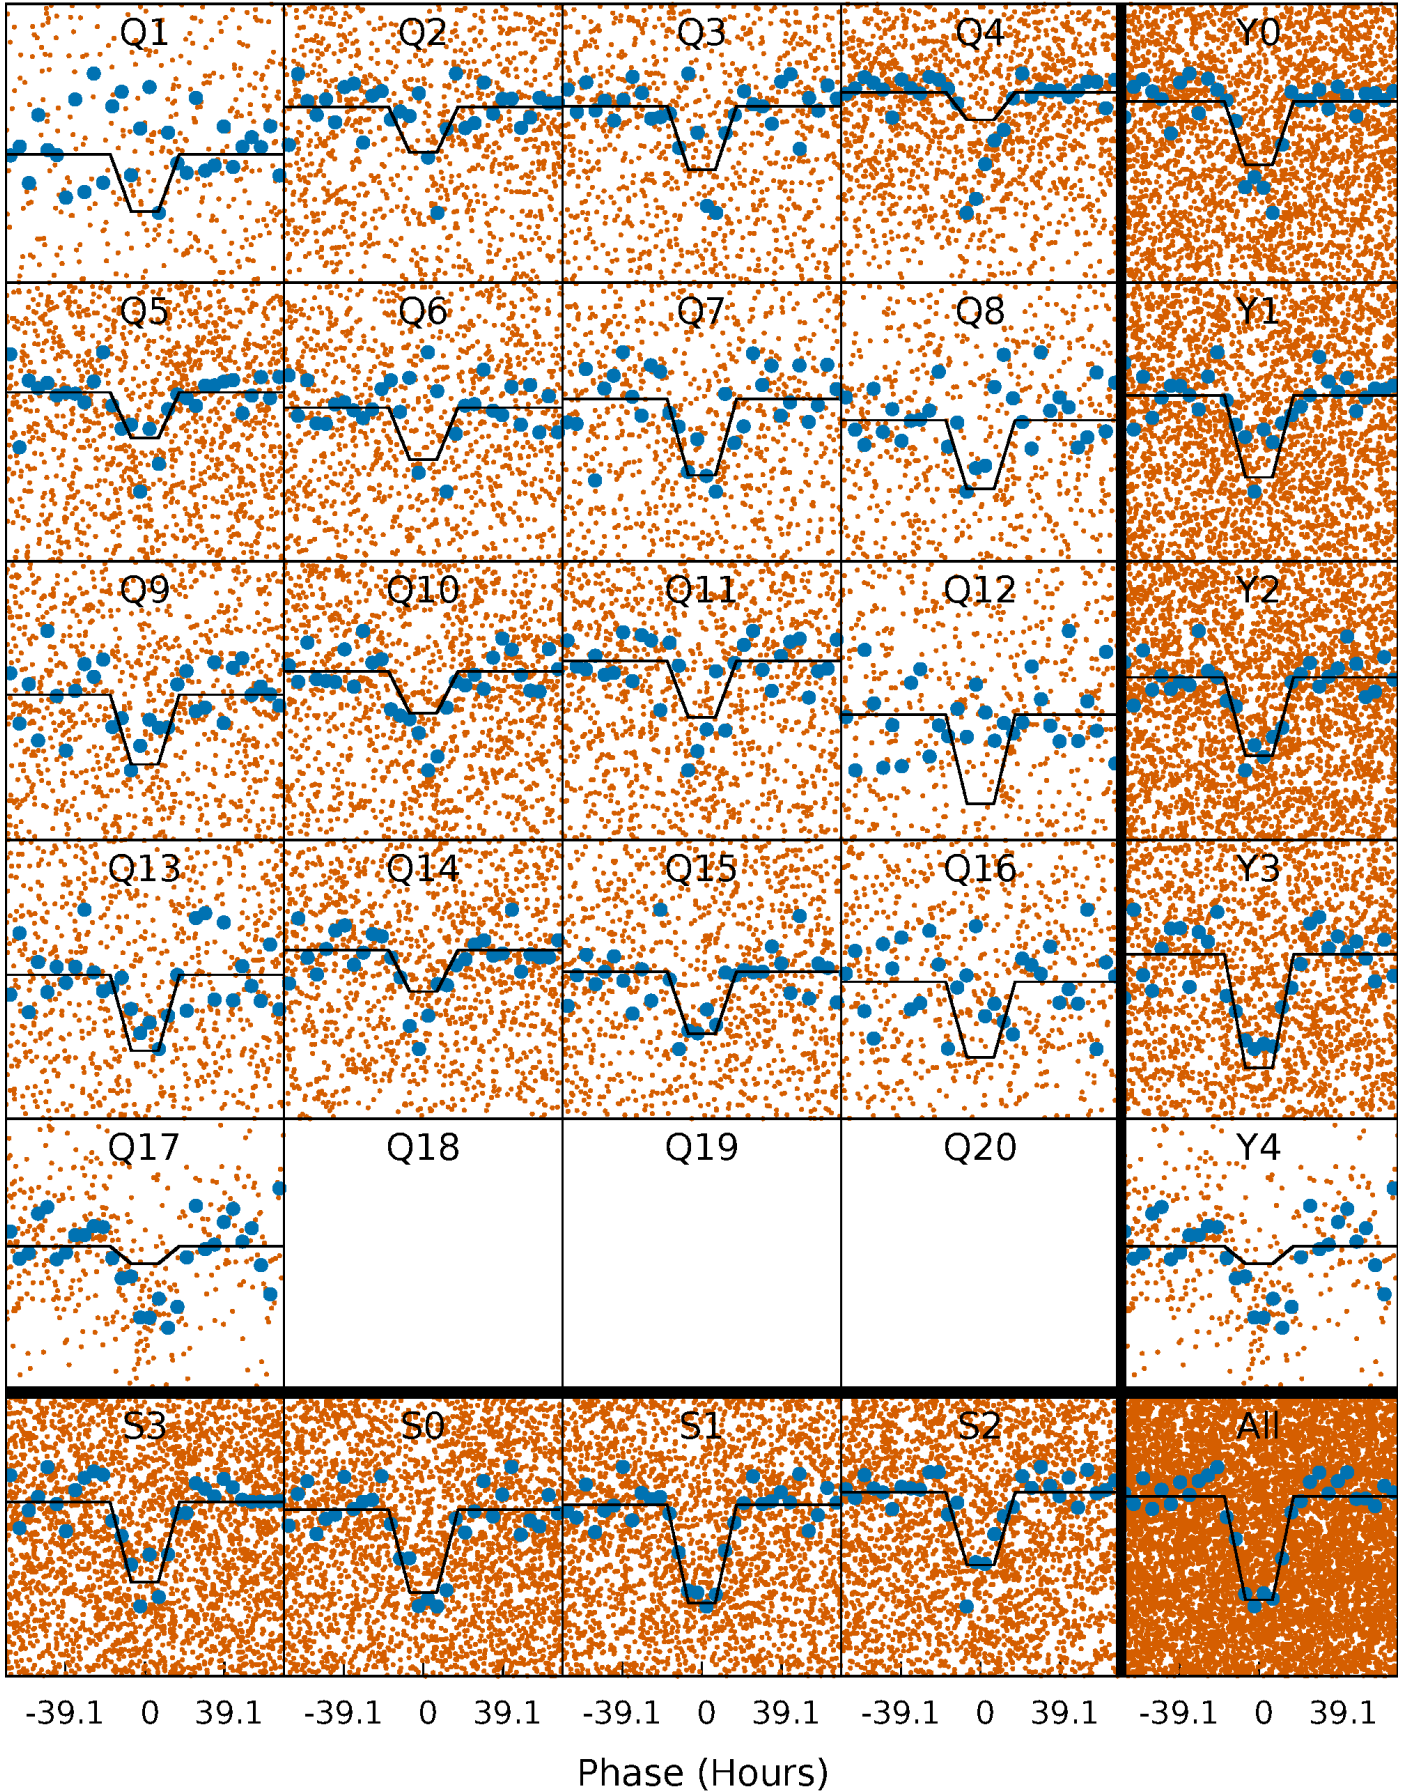 Q1 Q2 Q3 Q4 Y0
Q5 Q6 Q7 Q8 Y1
Q9 Q10 Q11 Q12 Y2
Q13 Q14 Q15 Q16 Y3
Q17 Q18 Q19 Q20 Y4
S3 S0 S1 S2 All
-39.1 0 39.1 -39.1 0 39.1 -39.1 0 39.1 -39.1 0 39.1 -39.1 0 39.1
Phase (Hours)